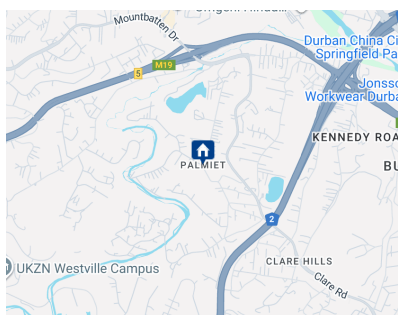 Mountbatten Dr
Durban China Ci
Springfield Pa
M19
5
Jonsso
Workwear Durba
KENNEDY ROA
PALMIET
BU
2
UKZN Westville Campus
CLARE HILLS
Clare Rd